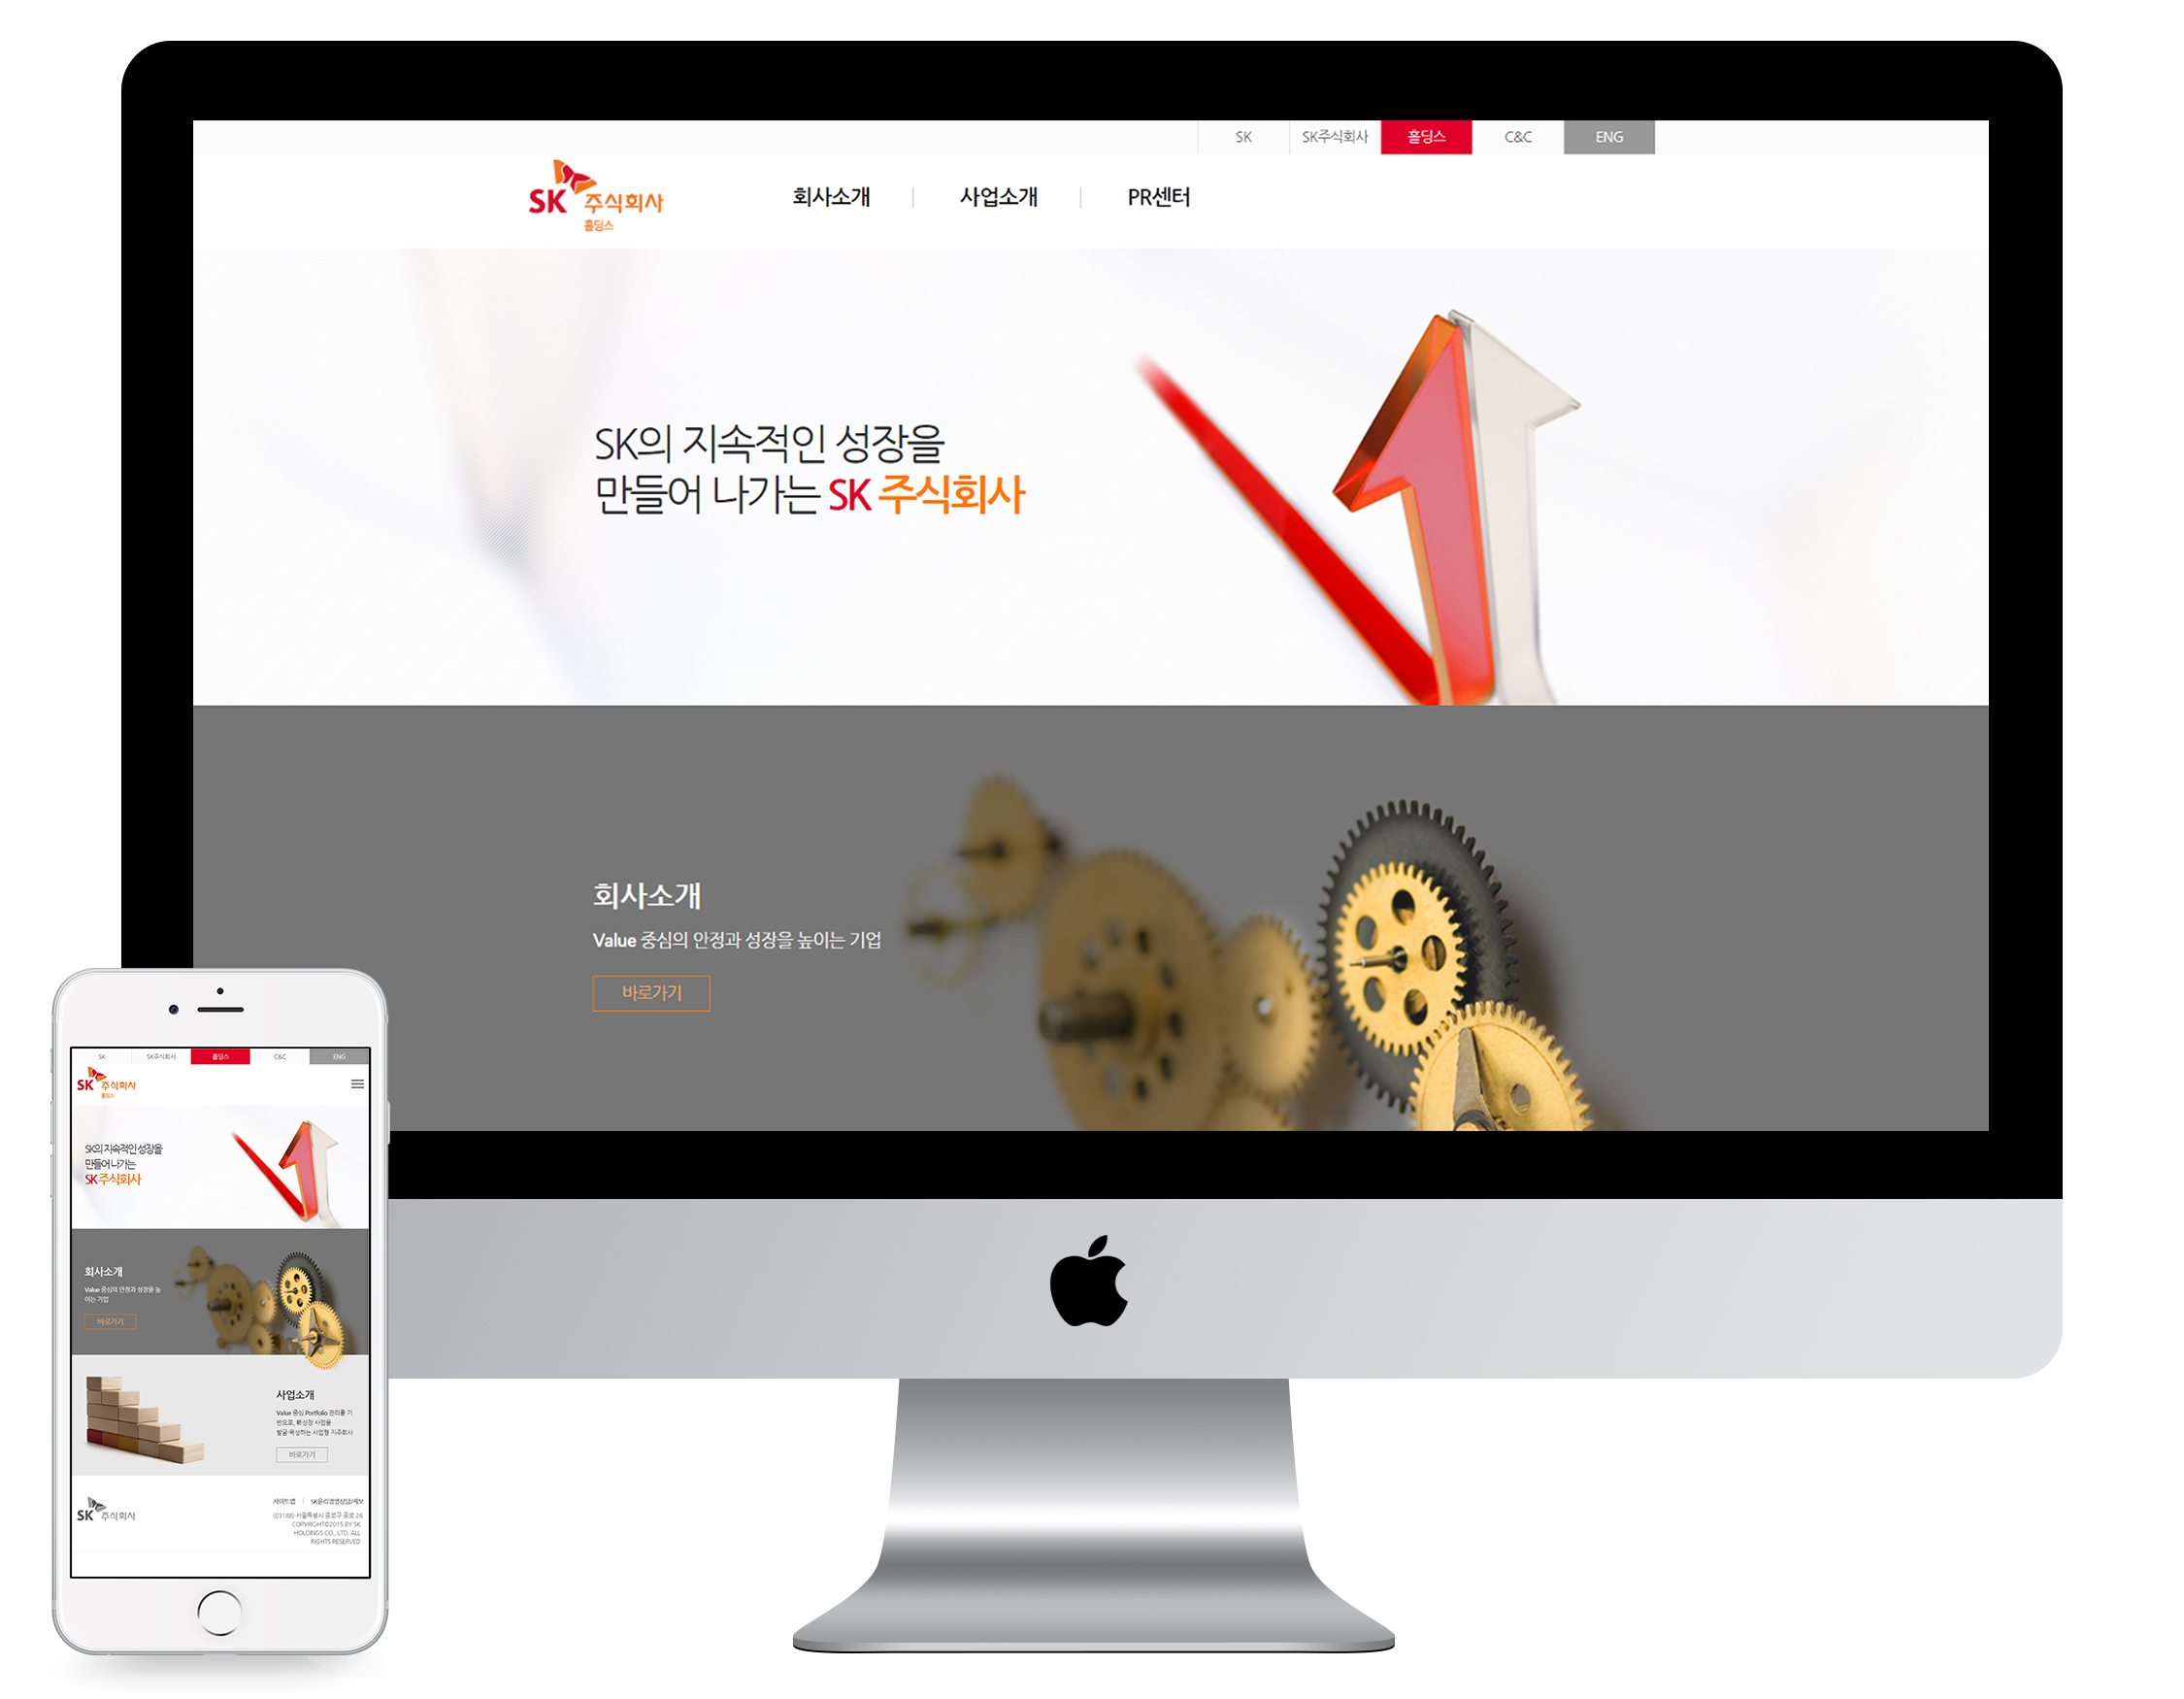 SK SK주식회사 홀딩스 C&C ENG
SK 주식회사
홀딩스
회사소개 사업소개 PR센터
SK의 지속적인 성장을
만들어 나가는 SK 주식회사
회사소개
Value 중심의 안정과 성장을 높이는 기업
바로가기
SK SK주식회사 홀딩스 C&C ENG
SK 주식회사
홀딩스
SK의 지속적인 성장을
만들어 나가는
SK 주식회사
회사소개
Value 중심의 안정과 성장을 높
이는 기업
바로가기
사업소개
Value 중심 Portfolio 관리를 기
반으로, 新성장 사업을
발굴·육성하는 사업형 지주회사
바로가기
SK 주식회사
사이트맵 | SK윤리경영상담/제보
(03188) 서울특별시 종로구 종로 26
COPYRIGHT©2015 BY SK
HOLDINGS CO., LTD. ALL
RIGHTS RESERVED